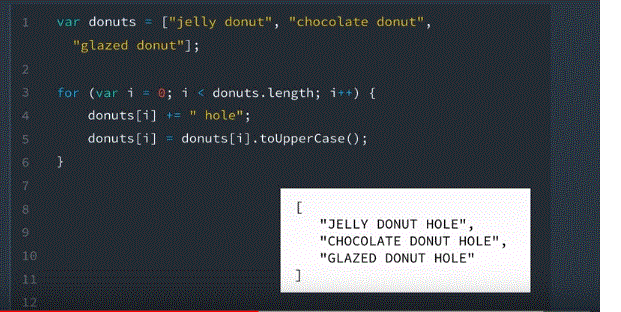 1 var donuts = ["jelly donut", "chocolate donut",
"glazed donut"];
2
3 for (var i = 0; i < donuts.length; i++) {
4 donuts[i] += " hole";
5 donuts[i] = donuts[i].toUpperCase();
6 }
7
8
9
10
11
12
[
"JELLY DONUT HOLE",
"CHOCOLATE DONUT HOLE",
"GLAZED DONUT HOLE"
]